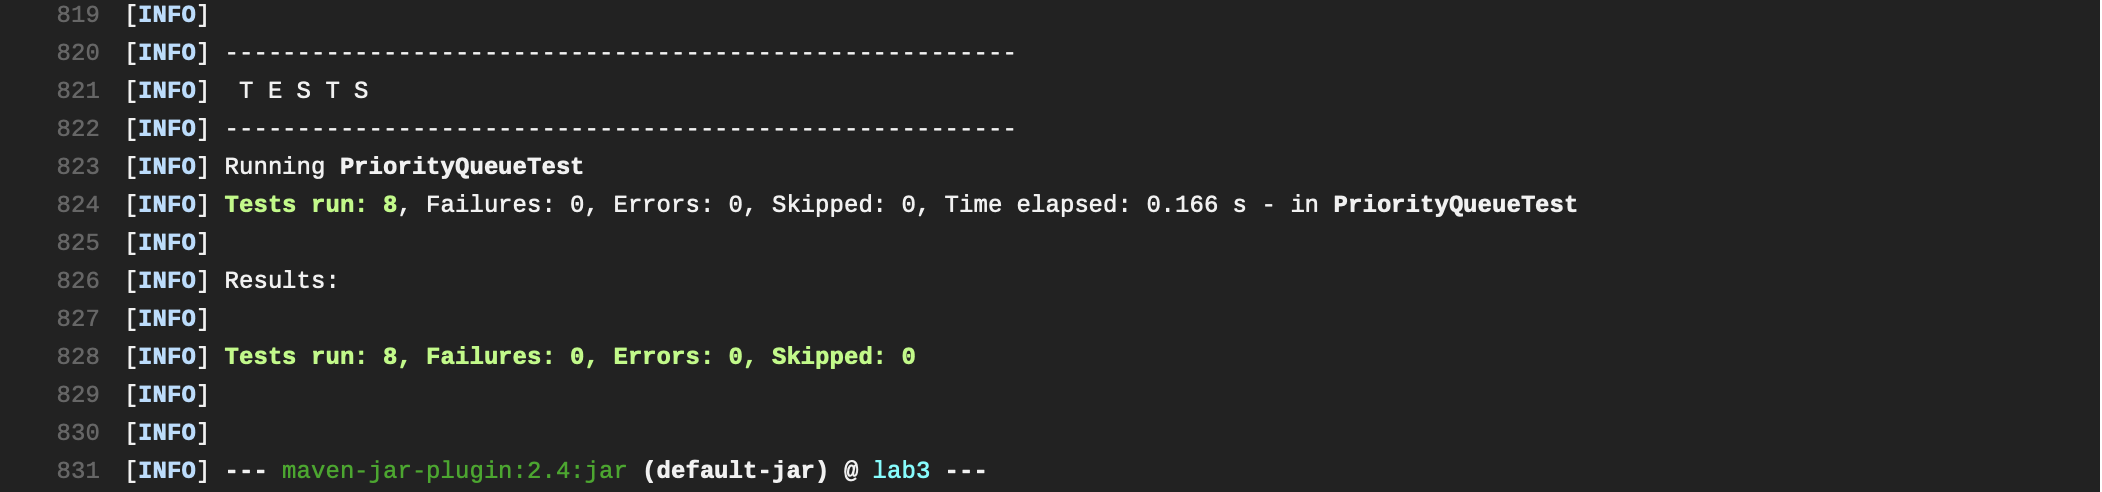 819 [INFO]
820 [INFO] -------------------------------------------------------
821 [INFO]  T E S T S
822 [INFO] -------------------------------------------------------
823 [INFO] Running PriorityQueueTest
824 [INFO] Tests run: 8, Failures: 0, Errors: 0, Skipped: 0, Time elapsed: 0.166 s - in PriorityQueueTest
825 [INFO]
826 [INFO] Results:
827 [INFO]
828 [INFO] Tests run: 8, Failures: 0, Errors: 0, Skipped: 0
829 [INFO]
830 [INFO]
831 [INFO] --- maven-jar-plugin:2.4:jar (default-jar) @ lab3 ---